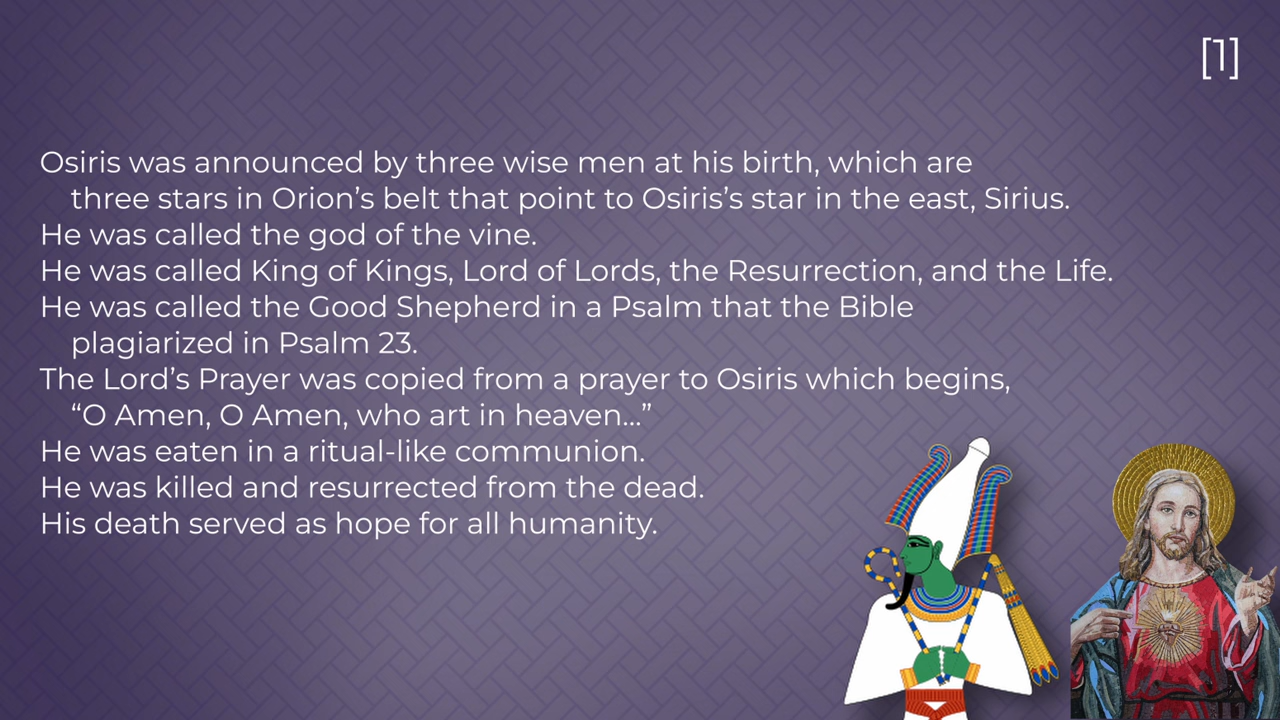 [1]
Osiris was announced by three wise men at his birth, which are
three stars in Orion’s belt that point to Osiris’s star in the east, Sirius.
He was called the god of the vine.
He was called King of Kings, Lord of Lords, the Resurrection, and the Life.
He was called the Good Shepherd in a Psalm that the Bible
plagiarized in Psalm 23.
The Lord’s Prayer was copied from a prayer to Osiris which begins,
“O Amen, O Amen, who art in heaven...”
He was eaten in a ritual-like communion.
He was killed and resurrected from the dead.
His death served as hope for all humanity.